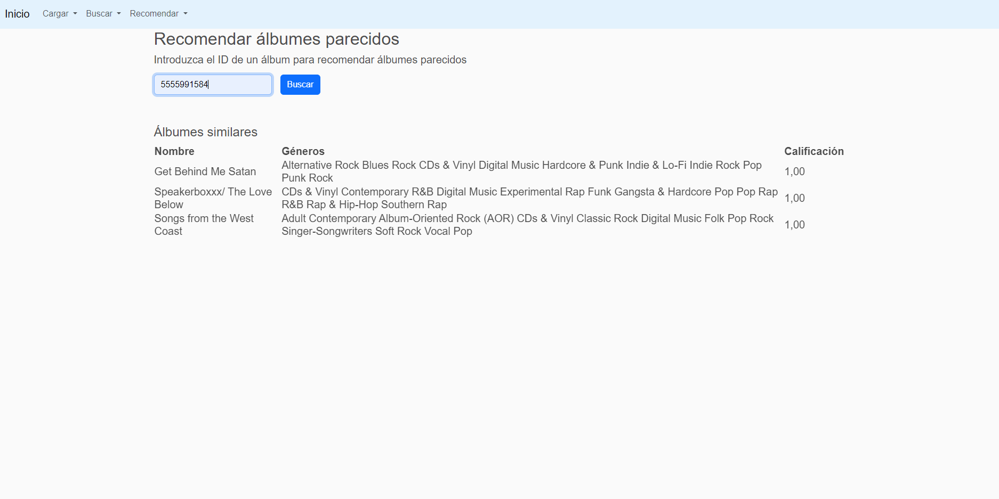 Inicio Cargar Buscar Recomendar
Recomendar álbumes parecidos
Introduzca el ID de un álbum para recomendar álbumes parecidos
5555991584 Buscar
Álbumes similares
Nombre Géneros Calificación
Get Behind Me Satan Alternative Rock Blues Rock CDs & Vinyl Digital Music Hardcore & Punk Indie & Lo-Fi Indie Rock Pop
Punk Rock 1,00
Speakerboxxx/ The Love CDs & Vinyl Contemporary R&B Digital Music Experimental Rap Funk Gangsta & Hardcore Pop Pop Rap
Below R&B Rap & Hip-Hop Southern Rap 1,00
Songs from the West Adult Contemporary Album-Oriented Rock (AOR) CDs & Vinyl Classic Rock Digital Music Folk Pop Rock
Coast Singer-Songwriters Soft Rock Vocal Pop 1,00